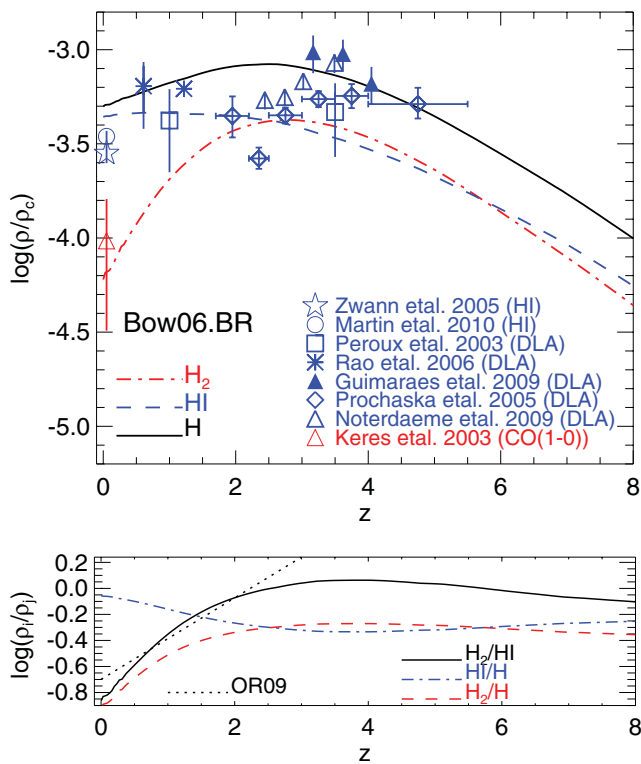 -3.0
-3.5
-4.0
-4.5
-5.0
log(ρ/ρc)
Bow06.BR
H2
HI
H
Zwann etal. 2005 (HI)
Martin etal. 2010 (HI)
Peroux etal. 2003 (DLA)
Rao etal. 2006 (DLA)
Guimaraes etal. 2009 (DLA)
Prochaska etal. 2005 (DLA)
Noterdaeme etal. 2009 (DLA)
Keres etal. 2003 (CO(1-0))
0 2 4 6 8
z
0.2
0.0
-0.2
-0.4
-0.6
-0.8
log(ρi/ρj)
OR09
H2/HI
HI/H
H2/H
0 2 4 6 8
z